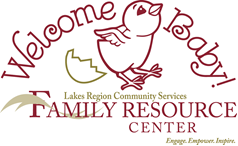 Welcome Baby!
Lakes Region Community Services
FAMILY RESOURCE
CENTER
Engage. Empower. Inspire.